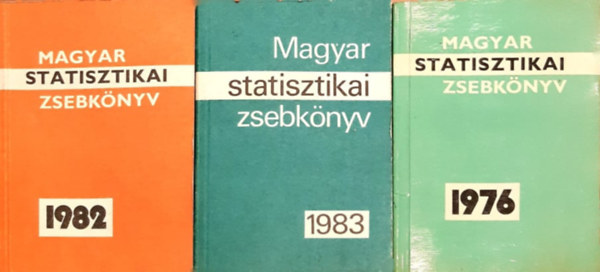 MAGYAR
STATISZTIKAI
ZSEBKÖNYV
1982
Magyar
statisztikai
zsebkönyv
1983
MAGYAR
STATISZTIKAI
ZSEBKÖNYV
1976